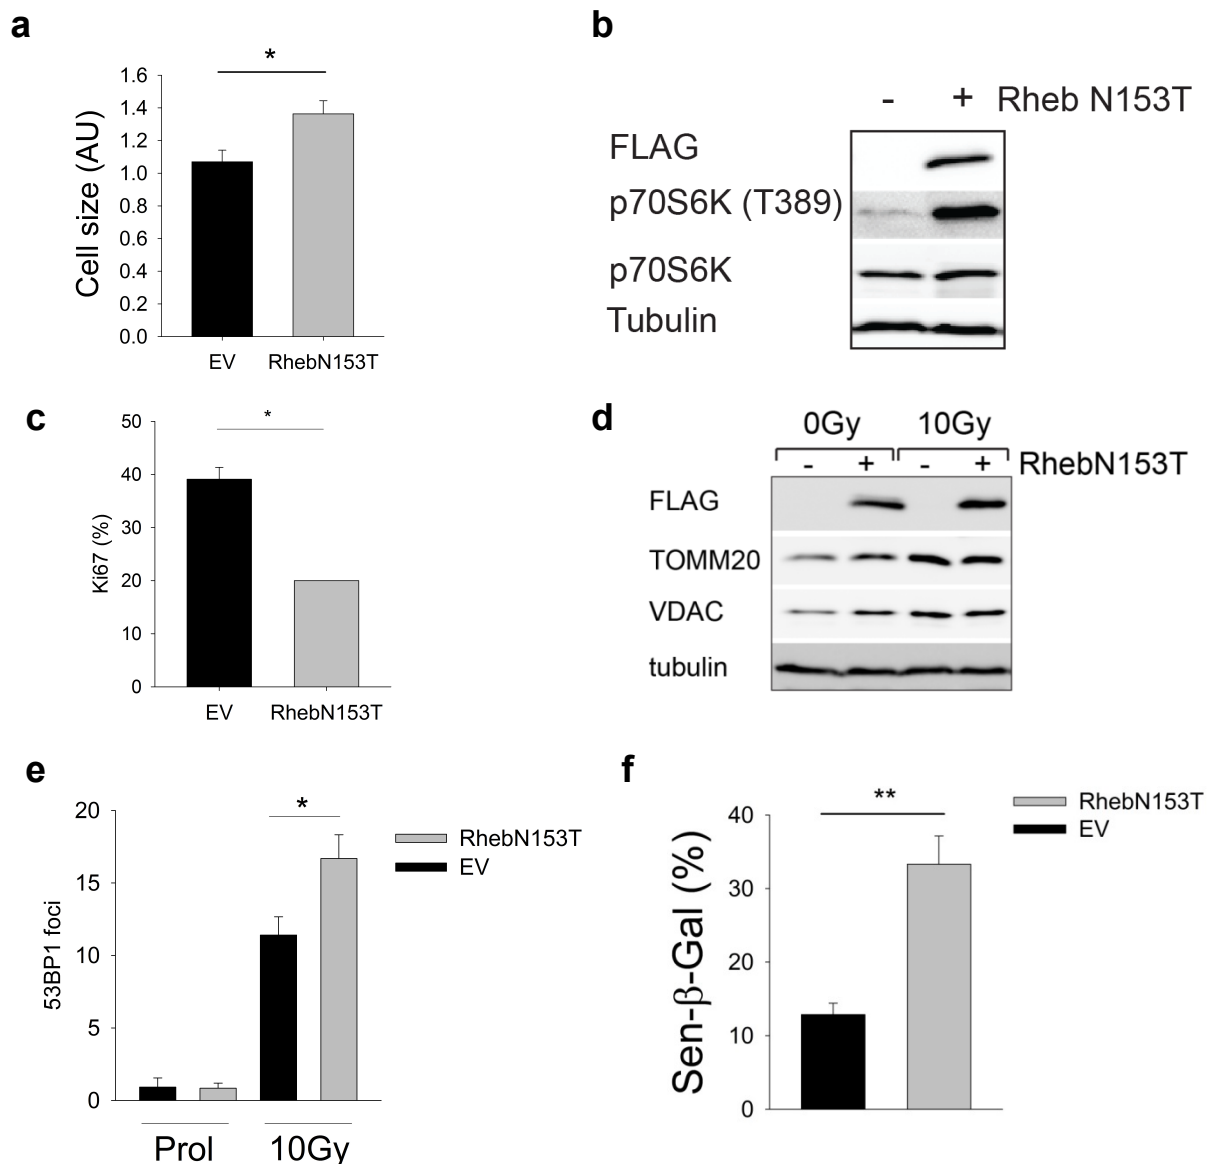 a
*
Cell size (AU)
1.6
1.4
1.2
1.0
0.8
0.6
0.4
0.2
0.0
EV RhebN153T
b
- + Rheb N153T
FLAG
p70S6K (T389)
p70S6K
Tubulin
c
*
Ki67 (%)
50
40
30
20
10
0
EV RhebN153T
d
0Gy 10Gy
- + - + RhebN153T
FLAG
TOMM20
VDAC
tubulin
e
*
53BP1 foci
20
15
10
5
0
Prol 10Gy
RhebN153T
EV
f
**
Sen-β-Gal (%)
40
30
20
10
0
RhebN153T
EV